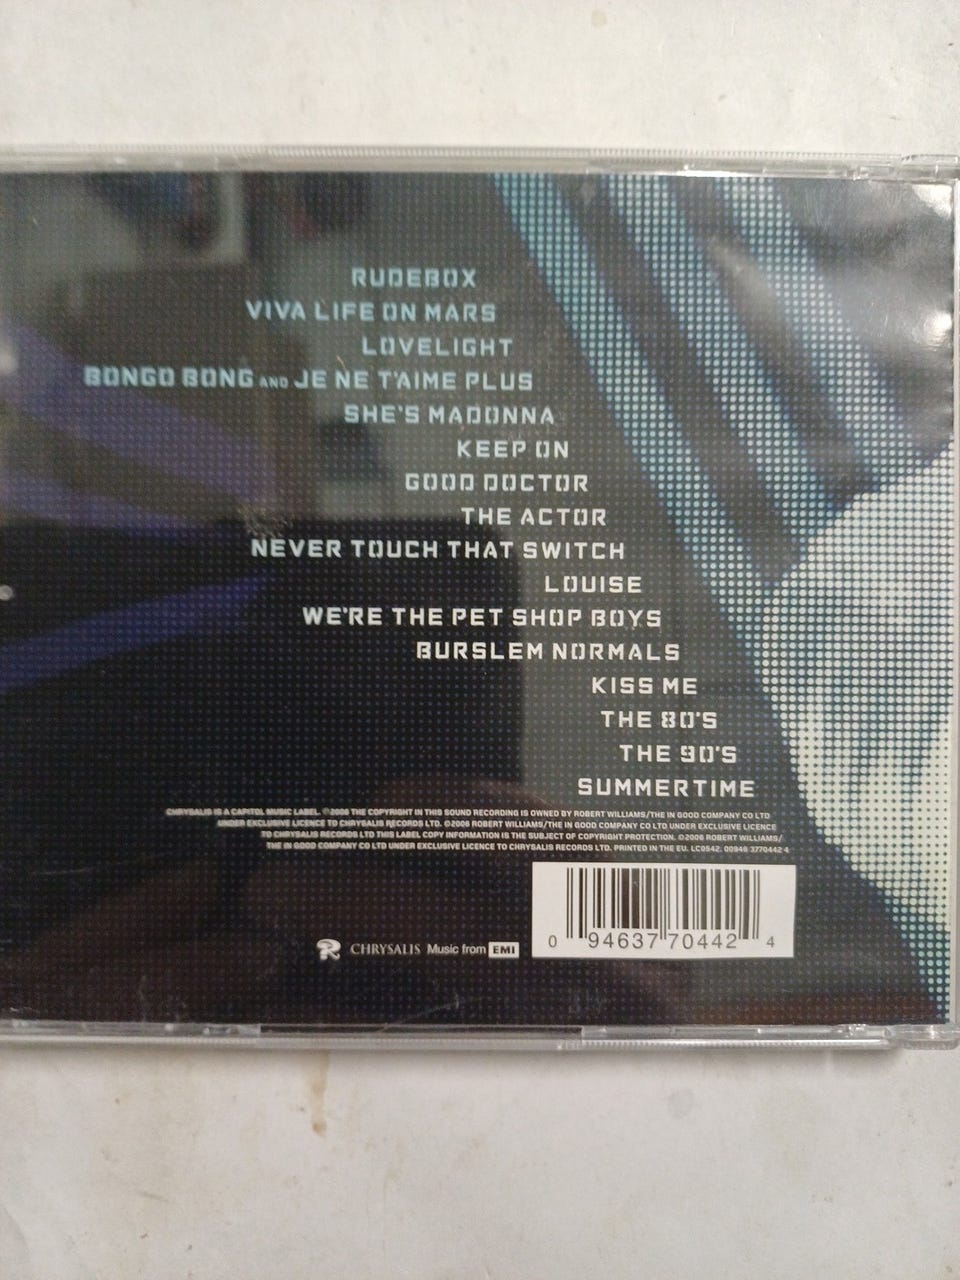 RUDEBOX
VIVA LIFE ON MARS
LOVELIGHT
BONGO BONG AND JE NE T'AIME PLUS
SHE'S MADONNA
KEEP ON
GOOD DOCTOR
THE ACTOR
NEVER TOUCH THAT SWITCH
LOUISE
WE'RE THE PET SHOP BOYS
BURSLEM NORMALS
KISS ME
THE 80'S
THE 90'S
SUMMERTIME
CHRYSALIS IS A CAPITOL MUSIC LABEL. ℗2006 THE COPYRIGHT IN THIS SOUND RECORDING IS OWNED BY ROBERT WILLIAMS/THE IN GOOD COMPANY CO LTD
UNDER EXCLUSIVE LICENCE TO CHRYSALIS RECORDS LTD. ©2006 ROBERT WILLIAMS/THE IN GOOD COMPANY CO LTD UNDER EXCLUSIVE LICENCE
TO CHRYSALIS RECORDS LTD THIS LABEL COPY INFORMATION IS THE SUBJECT OF COPYRIGHT PROTECTION. ©2006 ROBERT WILLIAMS/
THE IN GOOD COMPANY CO LTD UNDER EXCLUSIVE LICENCE TO CHRYSALIS RECORDS LTD. PRINTED IN THE EU. LC0542. 00946 3770442 4
CHRYSALIS Music from EMI
0 94637 70442 4